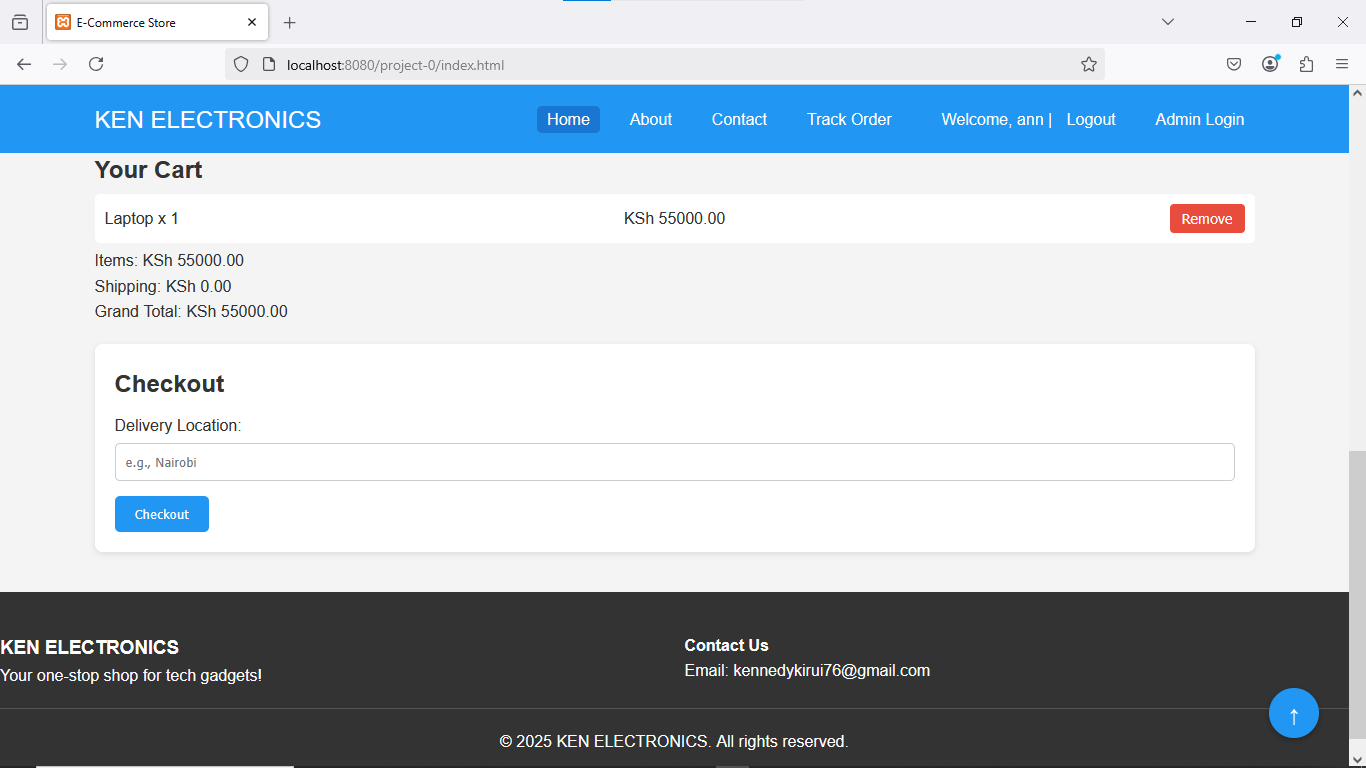 E-Commerce Store
localhost:8080/project-0/index.html
KEN ELECTRONICS Home About Contact Track Order Welcome, ann | Logout Admin Login
Your Cart
Laptop x 1 KSh 55000.00 Remove
Items: KSh 55000.00
Shipping: KSh 0.00
Grand Total: KSh 55000.00
Checkout
Delivery Location:
e.g., Nairobi
Checkout
KEN ELECTRONICS
Your one-stop shop for tech gadgets!
Contact Us
Email: kennedykirui76@gmail.com
© 2025 KEN ELECTRONICS. All rights reserved.